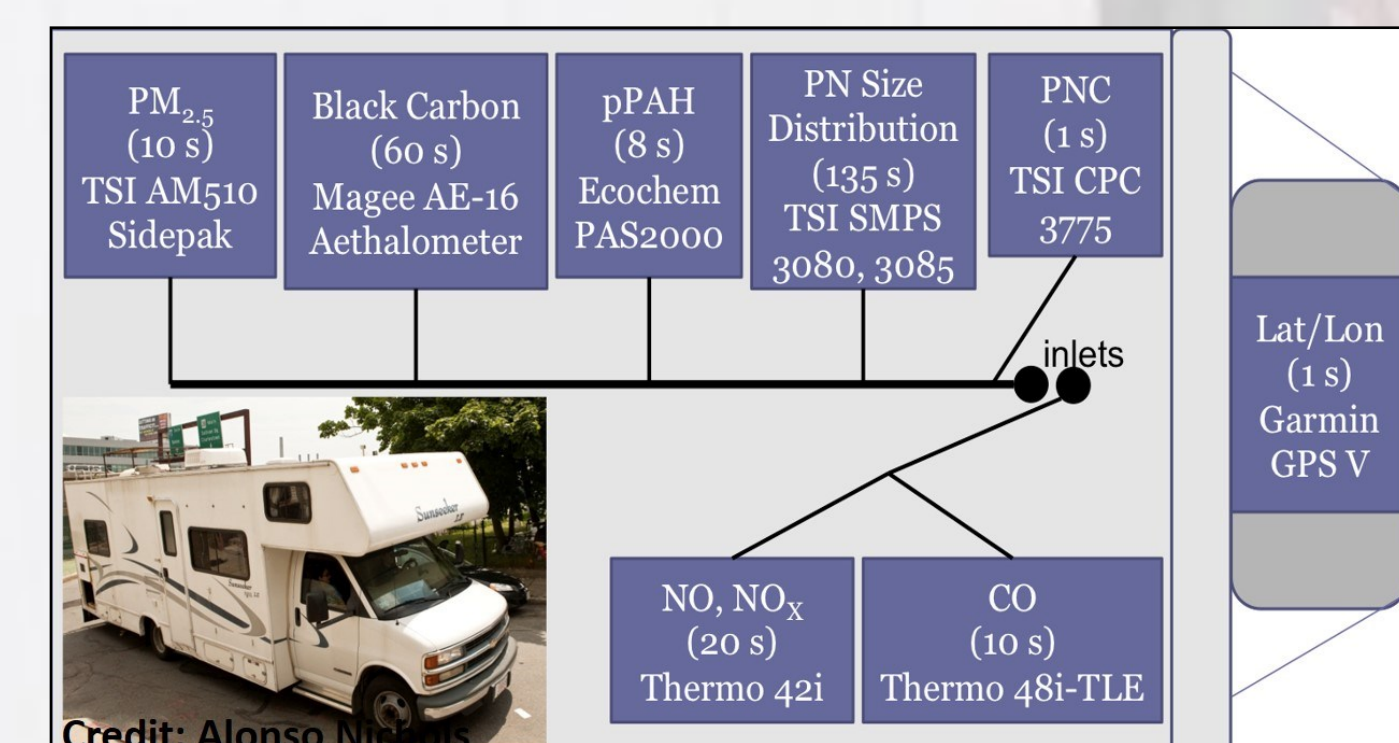 PM2.5
(10 s)
TSI AM510
Sidepak
Black Carbon
(60 s)
Magee AE-16
Aethalometer
pPAH
(8 s)
Ecochem
PAS2000
PN Size
Distribution
(135 s)
TSI SMPS
3080, 3085
PNC
(1 s)
TSI CPC
3775
inlets
Lat/Lon
(1 s)
Garmin
GPS V
NO, NOX
(20 s)
Thermo 42i
CO
(10 s)
Thermo 48i-TLE
Sunseeker
Credit: Alonso Nichols